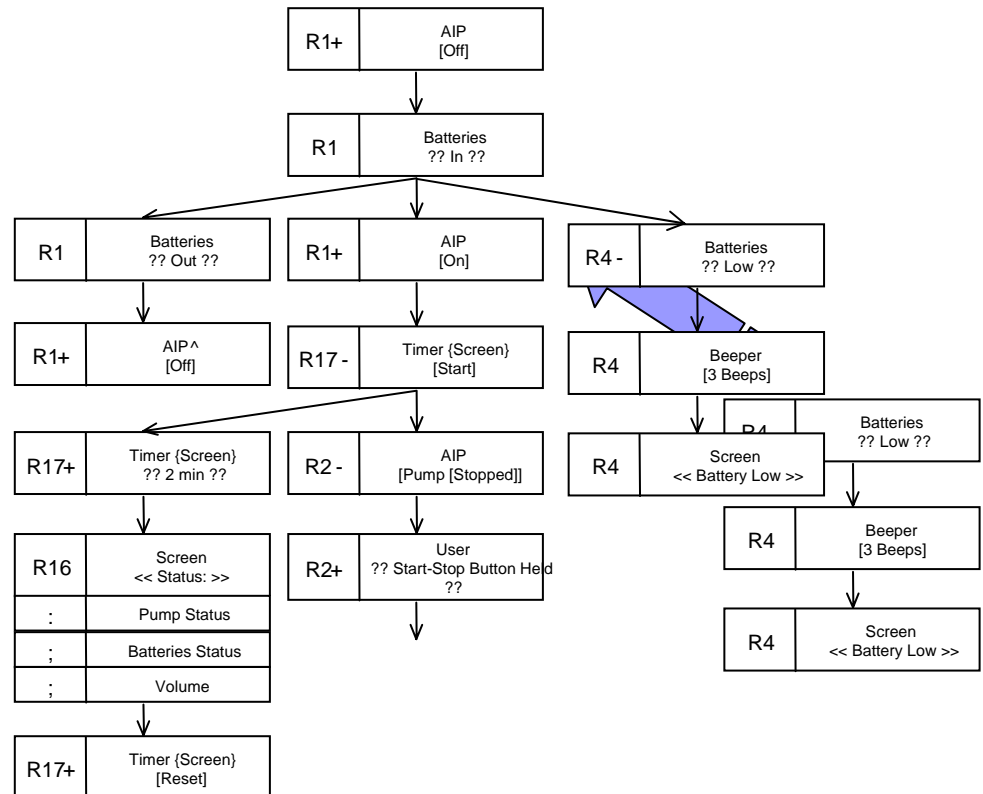 R1+
AIP
[Off]
R1
Batteries
?? In ??
R1
Batteries
?? Out ??
R1+
AIP
[On]
R4 -
Batteries
?? Low ??
R1+
AIP^
[Off]
R17 -
Timer {Screen}
[Start]
R4
Beeper
[3 Beeps]
R17+
Timer {Screen}
?? 2 min ??
R2 -
AIP
[Pump [Stopped]]
R4
Screen
<< Battery Low >>
R4
Batteries
?? Low ??
R16
Screen
<< Status: >>
:
Pump Status
;
Batteries Status
;
Volume
R2+
User
?? Start-Stop Button Held
??
R4
Beeper
[3 Beeps]
R4
Screen
<< Battery Low >>
R17+
Timer {Screen}
[Reset]